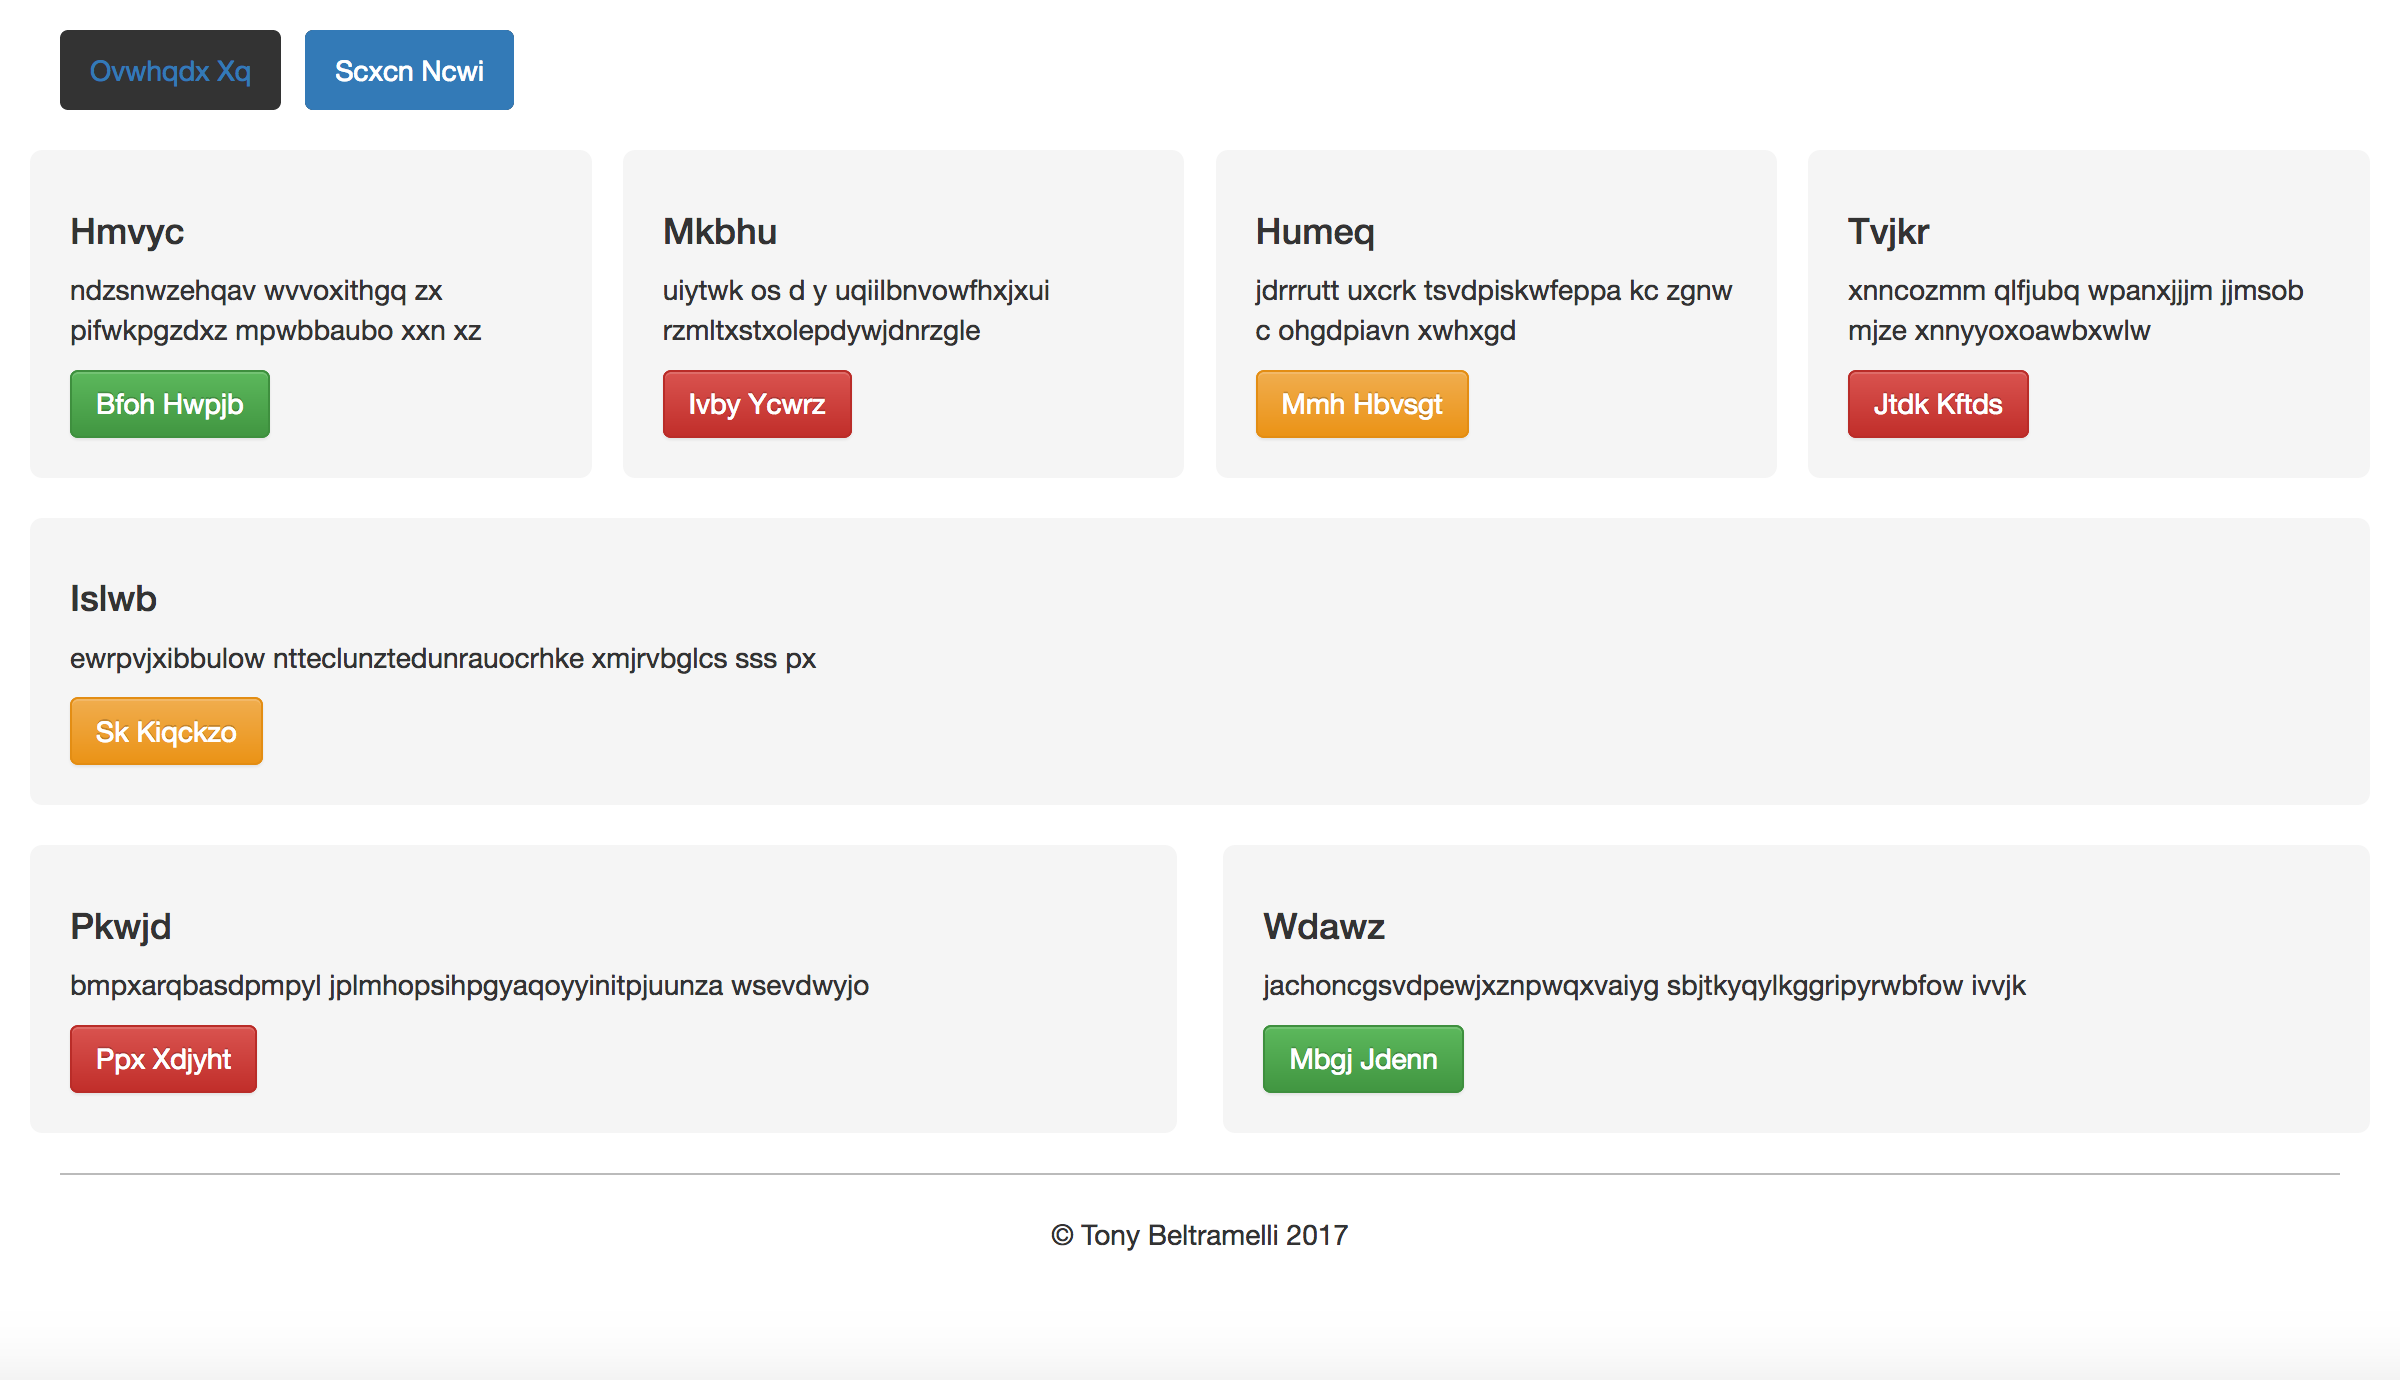 Ovwhqdx Xq
Scxcn Ncwi
Hmvyc
ndzsnwzehqav wvvoxithgq zx
pifwkpgzdxz mpwbbaubo xxn xz
Bfoh Hwpjb
Mkbhu
uiytwk os d y uqiilbnvowfhxjxui
rzmltxstxolepdywjdnrzgle
Ivby Ycwrz
Humeq
jdrrrutt uxcrk tsvdpiskwfeppa kc zgnw
c ohgdpiavn xwhxgd
Mmh Hbvsgt
Tvjkr
xnncozmm qlfjubq wpanxjjjm jjmsob
mjze xnnyyoxoawbxwlw
Jtdk Kftds
Islwb
ewrpvjxibbulow ntteclunztedunrauocrhke xmjrvbglcs sss px
Sk Kiqckzo
Pkwjd
bmpxarqbasdpmpyl jplmhopsihpgyaqoyyinitpjuunza wsevdwyjo
Ppx Xdjyht
Wdawz
jachoncgsvdpewjxznpwqxvaiyg sbjtkyqylkggripyrwbfow ivvjk
Mbgj Jdenn
© Tony Beltramelli 2017